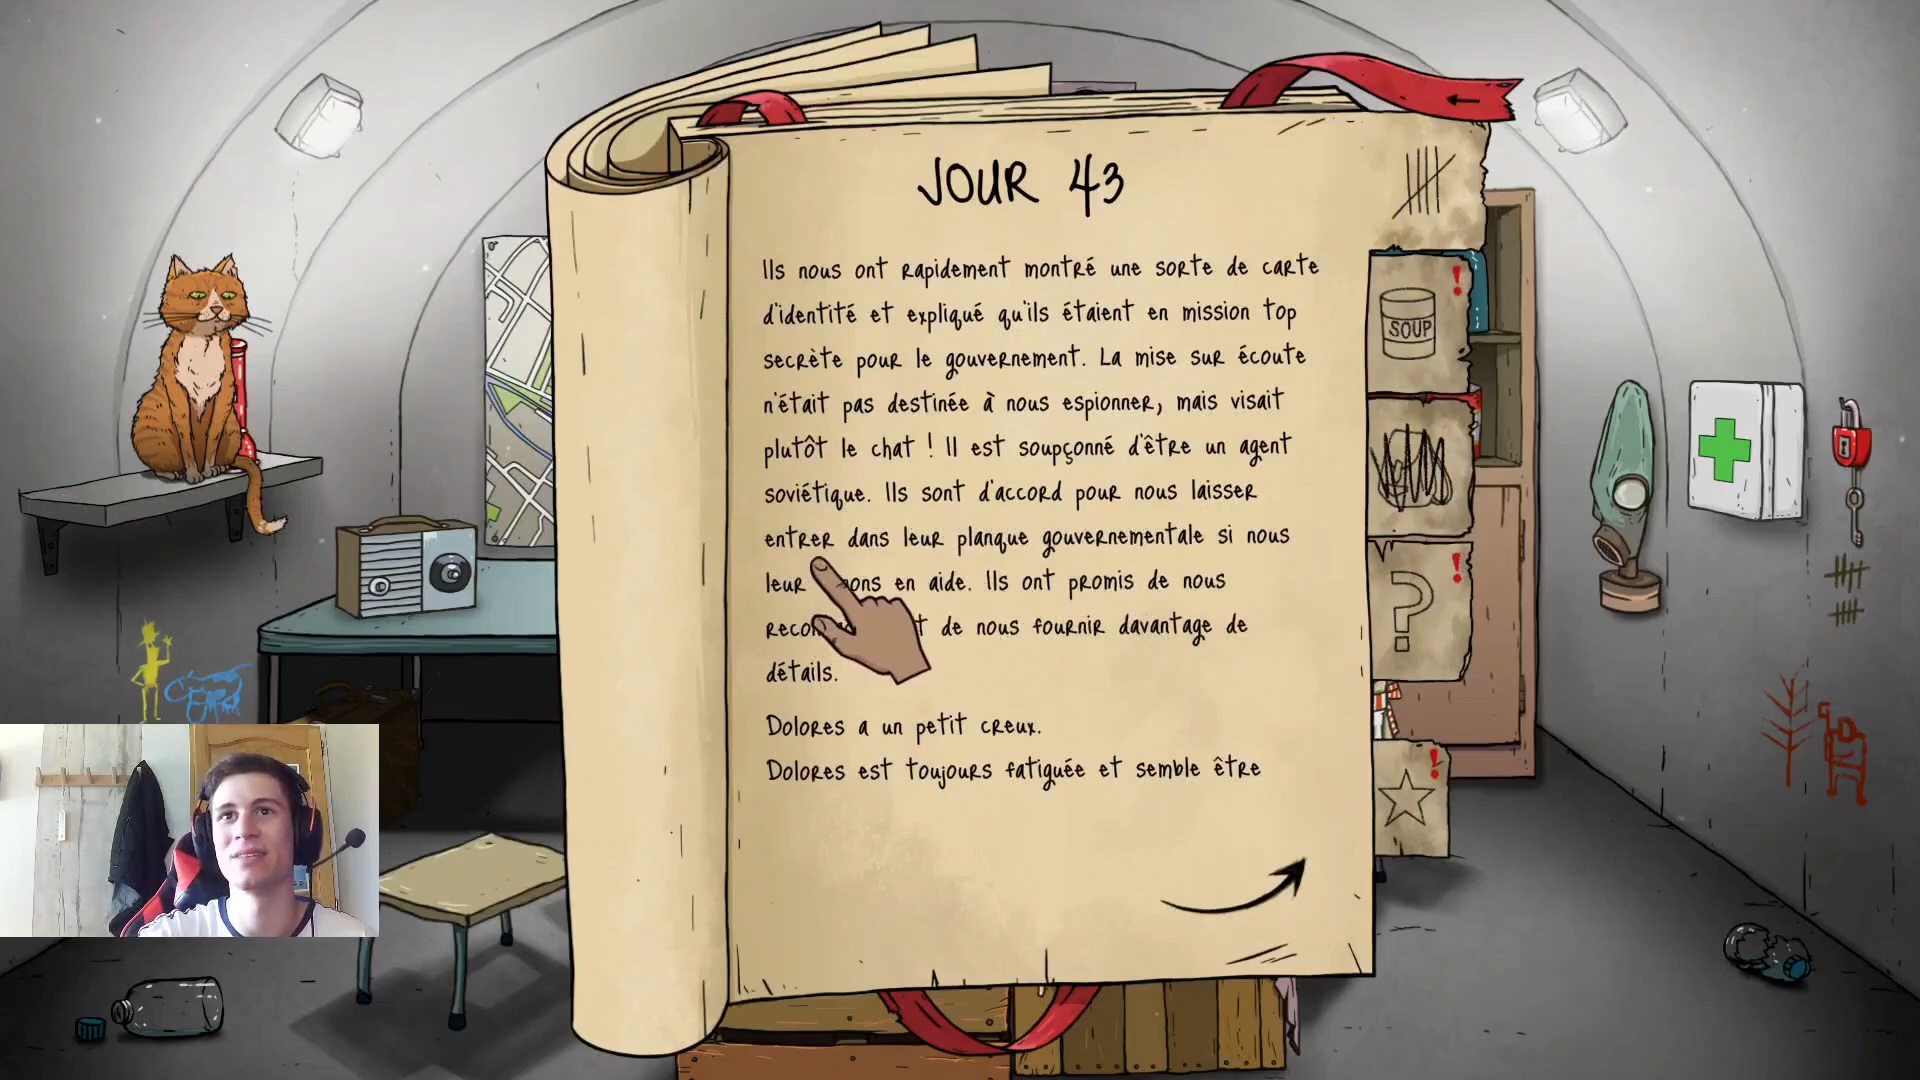 JOUR 43
Ils nous ont rapidement montré une sorte de carte
d'identité et expliqué qu'ils étaient en mission top
secrète pour le gouvernement. La mise sur écoute
n'était pas destinée à nous espionner, mais visait
plutôt le chat ! Il est soupçonné d'être un agent
soviétique. Ils sont d'accord pour nous laisser
entrer dans leur planque gouvernementale si nous
leur en aide. Ils ont promis de nous
de nous fournir davantage de
détails.
Dolores a un petit creux.
Dolores est toujours fatiguée et semble être
!
SOUP
!
?
!